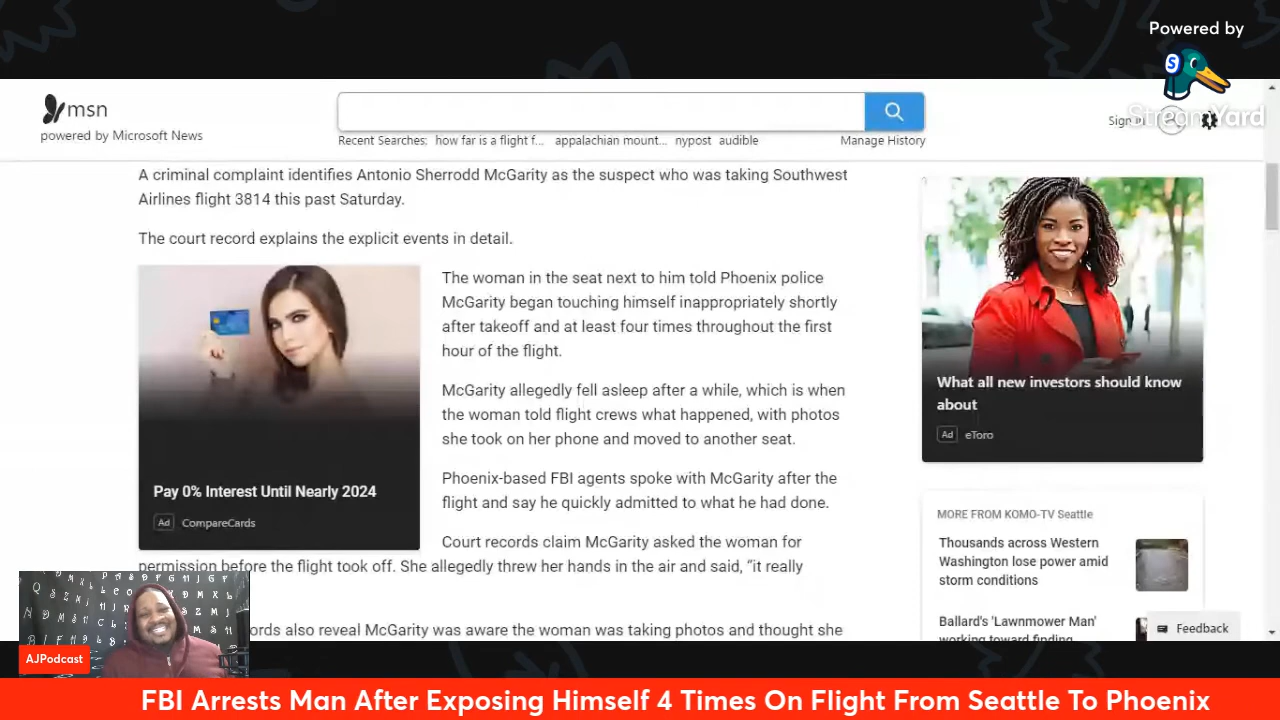 Powered by
StreamYard
msn
powered by Microsoft News
Sign in
Recent Searches: how far is a flight f... appalachian mount... nypost audible Manage History
A criminal complaint identifies Antonio Sherrodd McGarity as the suspect who was taking Southwest
Airlines flight 3814 this past Saturday.
The court record explains the explicit events in detail.
The woman in the seat next to him told Phoenix police
McGarity began touching himself inappropriately shortly
after takeoff and at least four times throughout the first
hour of the flight.
McGarity allegedly fell asleep after a while, which is when
the woman told flight crews what happened, with photos
she took on her phone and moved to another seat.
Phoenix-based FBI agents spoke with McGarity after the
flight and say he quickly admitted to what he had done.
Court records claim McGarity asked the woman for
permission before the flight took off. She allegedly threw her hands in the air and said, “it really
also reveal McGarity was aware the woman was taking photos and thought she
Pay 0% Interest Until Nearly 2024
Ad CompareCards
What all new investors should know
about
Ad eToro
MORE FROM KOMO-TV Seattle
Thousands across Western
Washington lose power amid
storm conditions
Ballard's 'Lawnmower Man'
working toward finding
Feedback
AJPodcast
FBI Arrests Man After Exposing Himself 4 Times On Flight From Seattle To Phoenix